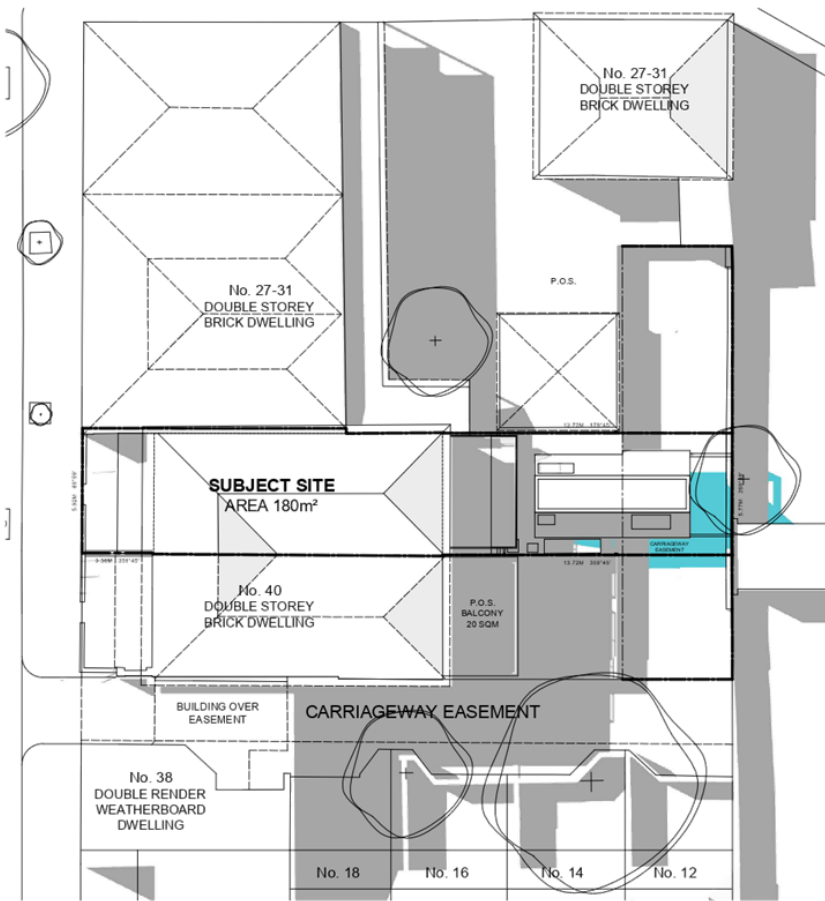 No. 27-31
DOUBLE STOREY
BRICK DWELLING
No. 27-31
DOUBLE STOREY
BRICK DWELLING
P.O.S.
SUBJECT SITE
AREA 180m²
CARRIAGEWAY
EASEMENT
No. 40
DOUBLE STOREY
BRICK DWELLING
P.O.S.
BALCONY
20 SQM
BUILDING OVER
EASEMENT
CARRIAGEWAY EASEMENT
No. 38
DOUBLE RENDER
WEATHERBOARD
DWELLING
No. 18
No. 16
No. 14
No. 12